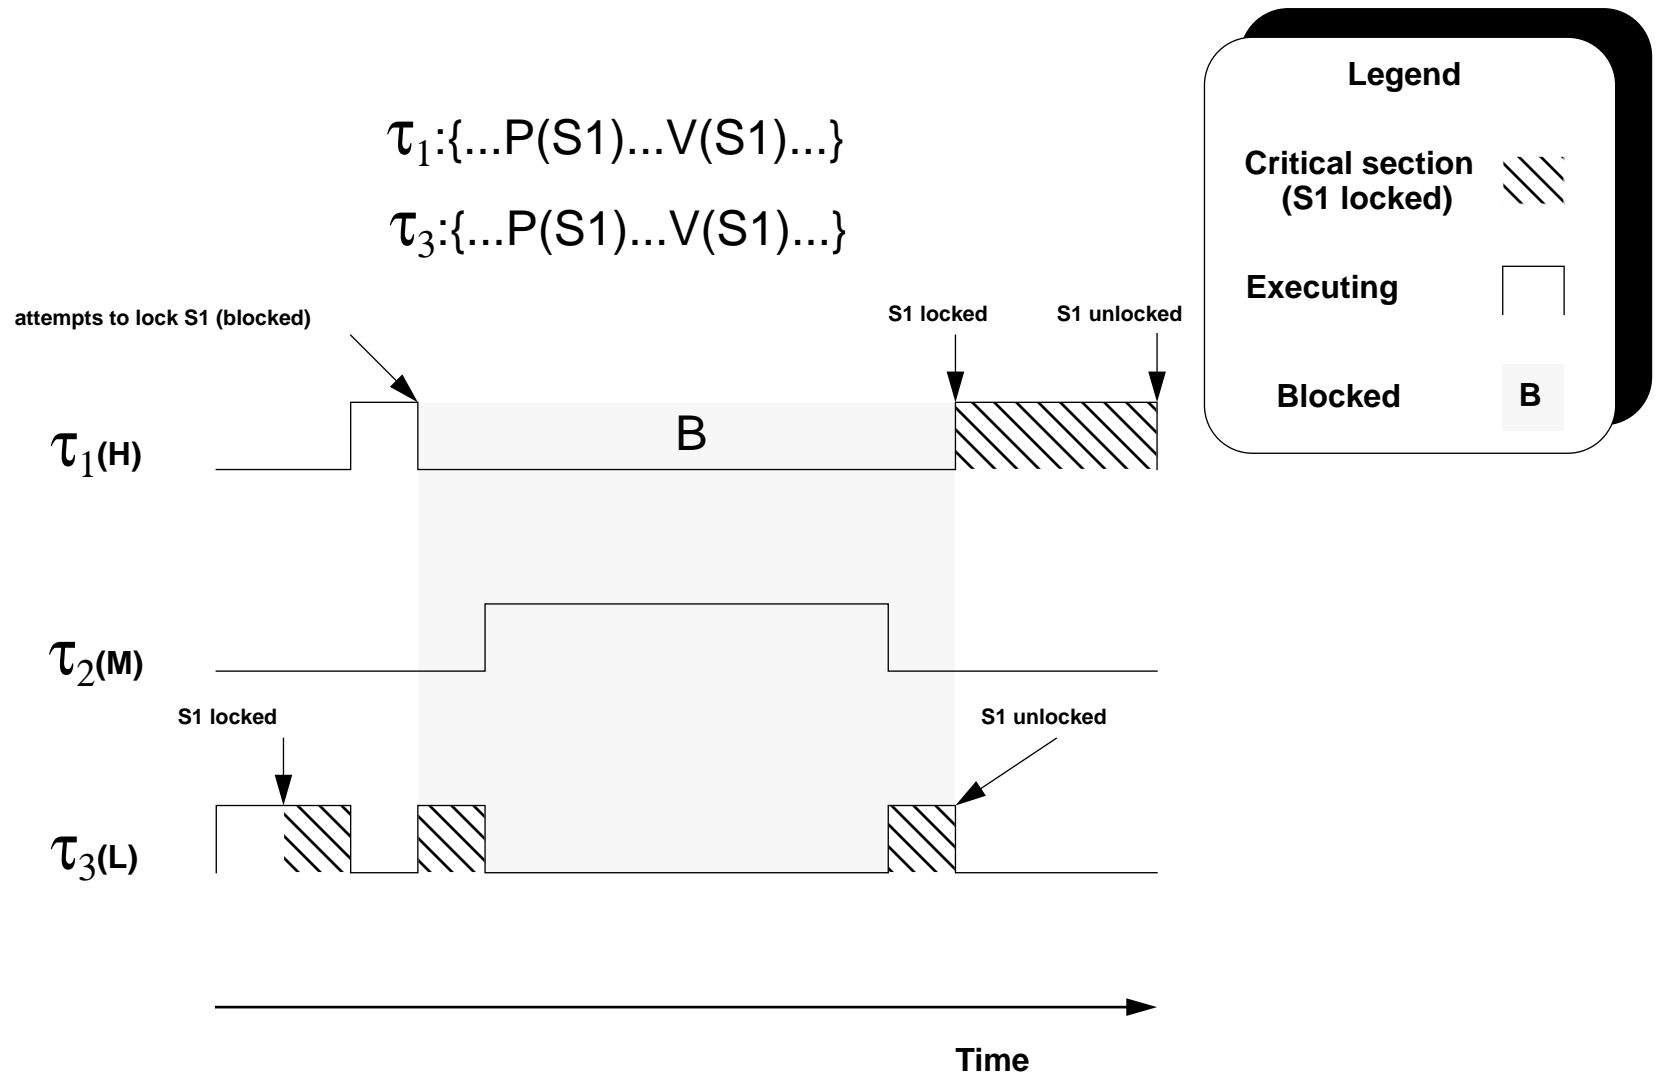 Legend
τ1:{...P(S1)...V(S1)...}
Critical section
(S1 locked)
τ3:{...P(S1)...V(S1)...}
Executing
attempts to lock S1 (blocked)
S1 locked
S1 unlocked
Blocked
B
τ1(H)
B
τ2(M)
S1 locked
S1 unlocked
τ3(L)
Time